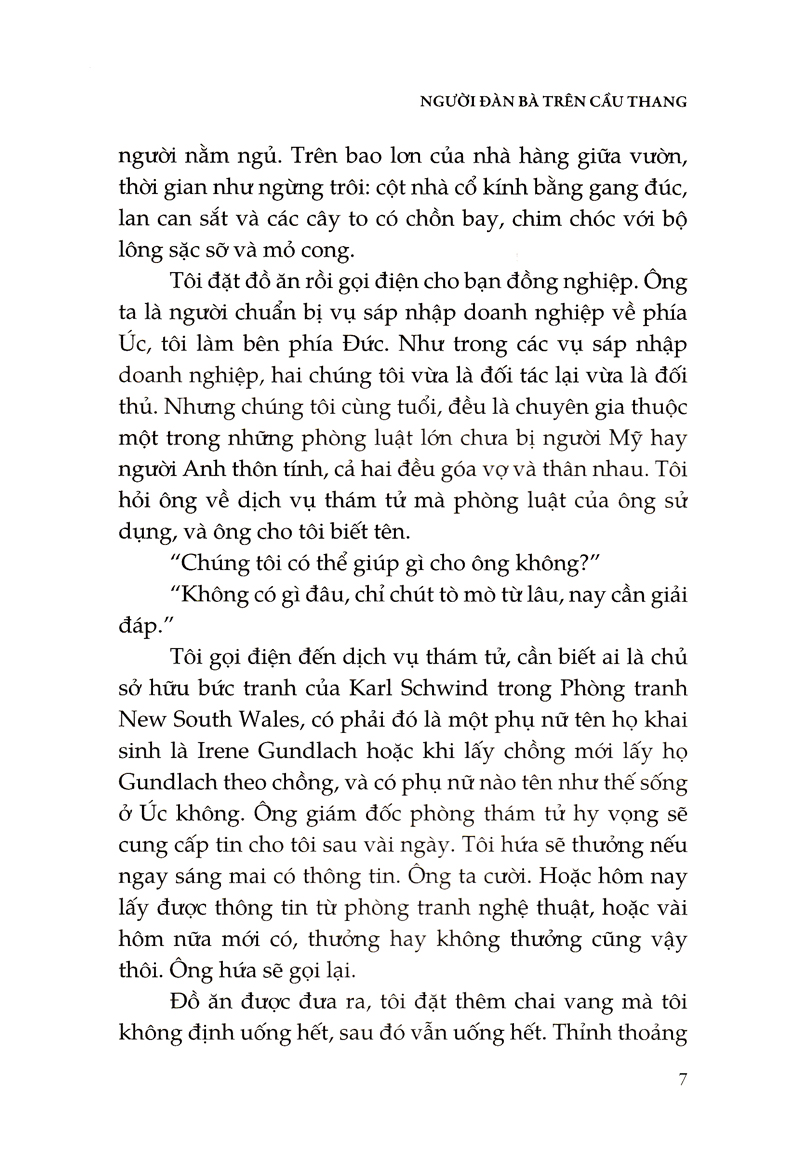 NGƯỜI ĐÀN BÀ TRÊN CẦU THANG
người nằm ngủ. Trên bao lơn của nhà hàng giữa vườn,
thời gian như ngừng trôi: cột nhà cổ kính bằng gang đúc,
lan can sắt và các cây to có chồn bay, chim chóc với bộ
lông sặc sỡ và mỏ cong.
Tôi đặt đồ ăn rồi gọi điện cho bạn đồng nghiệp. Ông
ta là người chuẩn bị vụ sáp nhập doanh nghiệp về phía
Úc, tôi làm bên phía Đức. Như trong các vụ sáp nhập
doanh nghiệp, hai chúng tôi vừa là đối tác lại vừa là đối
thủ. Nhưng chúng tôi cùng tuổi, đều là chuyên gia thuộc
một trong những phòng luật lớn chưa bị người Mỹ hay
người Anh thôn tính, cả hai đều góa vợ và thân nhau. Tôi
hỏi ông về dịch vụ thám tử mà phòng luật của ông sử
dụng, và ông cho tôi biết tên.
“Chúng tôi có thể giúp gì cho ông không?”
“Không có gì đâu, chỉ chút tò mò từ lâu, nay cần giải
đáp.”
Tôi gọi điện đến dịch vụ thám tử, cần biết ai là chủ
sở hữu bức tranh của Karl Schwind trong Phòng tranh
New South Wales, có phải đó là một phụ nữ tên họ khai
sinh là Irene Gundlach hoặc khi lấy chồng mới lấy họ
Gundlach theo chồng, và có phụ nữ nào tên như thế sống
ở Úc không. Ông giám đốc phòng thám tử hy vọng sẽ
cung cấp tin cho tôi sau vài ngày. Tôi hứa sẽ thưởng nếu
ngay sáng mai có thông tin. Ông ta cười. Hoặc hôm nay
lấy được thông tin từ phòng tranh nghệ thuật, hoặc vài
hôm nữa mới có, thưởng hay không thưởng cũng vậy
thôi. Ông hứa sẽ gọi lại.
Đồ ăn được đưa ra, tôi đặt thêm chai vang mà tôi
không định uống hết, sau đó vẫn uống hết. Thỉnh thoảng
7